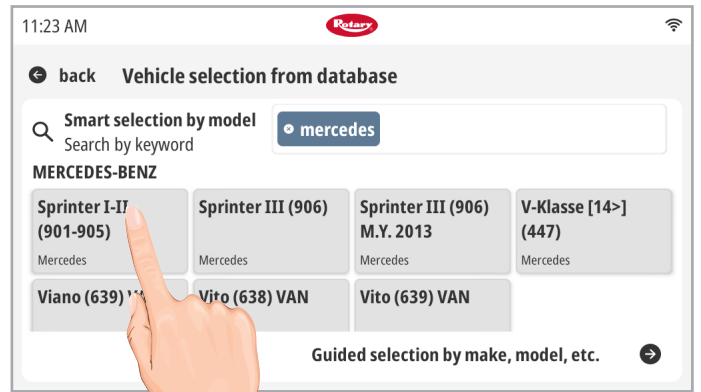 11:23 AM
Rotary
back Vehicle selection from database
Smart selection by model
Search by keyword
mercedes
MERCEDES-BENZ
Sprinter I-II
(901-905)
Mercedes
Sprinter III (906)
Mercedes
Sprinter III (906)
M.Y. 2013
Mercedes
V-Klasse [14>]
(447)
Mercedes
Viano (639)
Vito (638) VAN
Vito (639) VAN
Guided selection by make, model, etc.